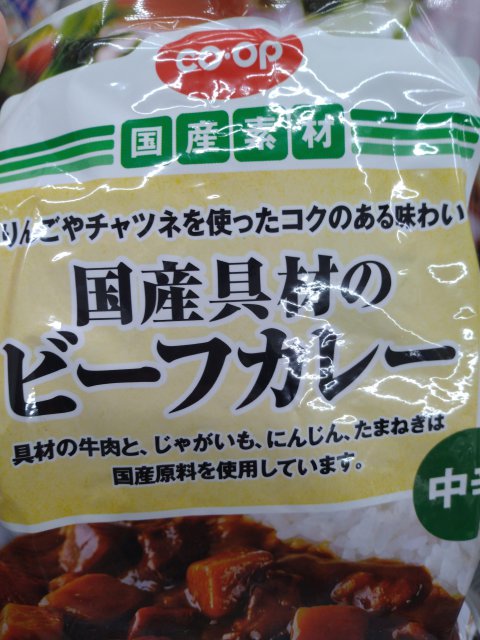 co·op
国産素材
りんごやチャツネを使ったコクのある味わい
国産具材の
ビーフカレー
具材の牛肉と、じゃがいも、にんじん、たまねぎは
国産原料を使用しています。
中辛